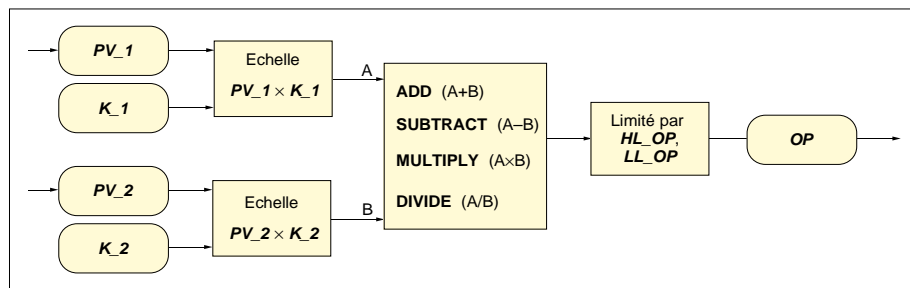 PV_1
K_1
Echelle
PV_1 × K_1
A
PV_2
K_2
Echelle
PV_2 × K_2
B
ADD (A+B)
SUBTRACT (A–B)
MULTIPLY (A×B)
DIVIDE (A/B)
Limité par
HL_OP,
LL_OP
OP